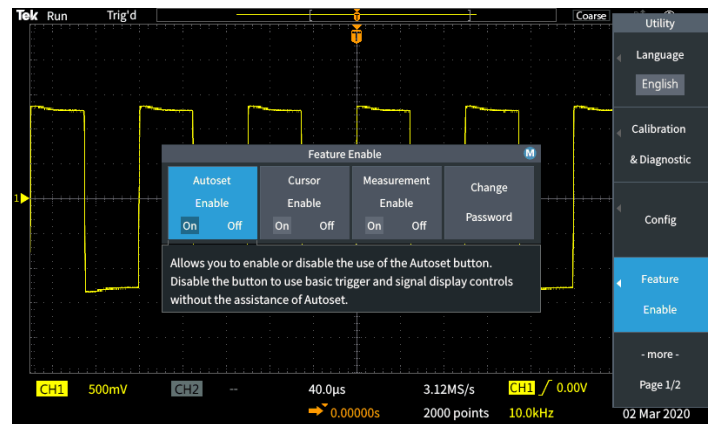 Tek Run Trig'd Coarse
T
Utility
Language
English
Calibration
& Diagnostic
Config
Feature
Enable
- more -
Page 1/2
Feature Enable M
Autoset
Enable
On Off
Cursor
Enable
On Off
Measurement
Enable
On Off
Change
Password
Allows you to enable or disable the use of the Autoset button.
Disable the button to use basic trigger and signal display controls
without the assistance of Autoset.
1
CH1 500mV CH2 -- 40.0µs 3.12MS/s CH1 0.00V
0.00000s 2000 points 10.0kHz 02 Mar 2020